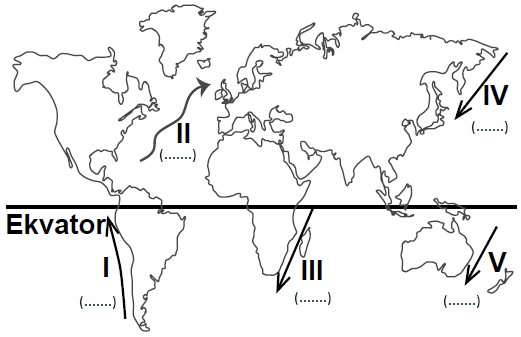 IV
(.......)
II
(.......)
Ekvator
I
(.......)
III
(.......)
V
(.......)